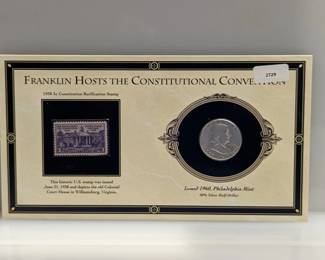 FRANKLIN HOSTS THE CONSTITUTIONAL CONVENTION
2729
1938 3¢ Constitution Ratification Stamp
This historic U.S. stamp was issued
June 21, 1938 and depicts the old Colonial
Court House in Williamsburg, Virginia.
Issued 1960, Philadelphia Mint
90% Silver Half-Dollar